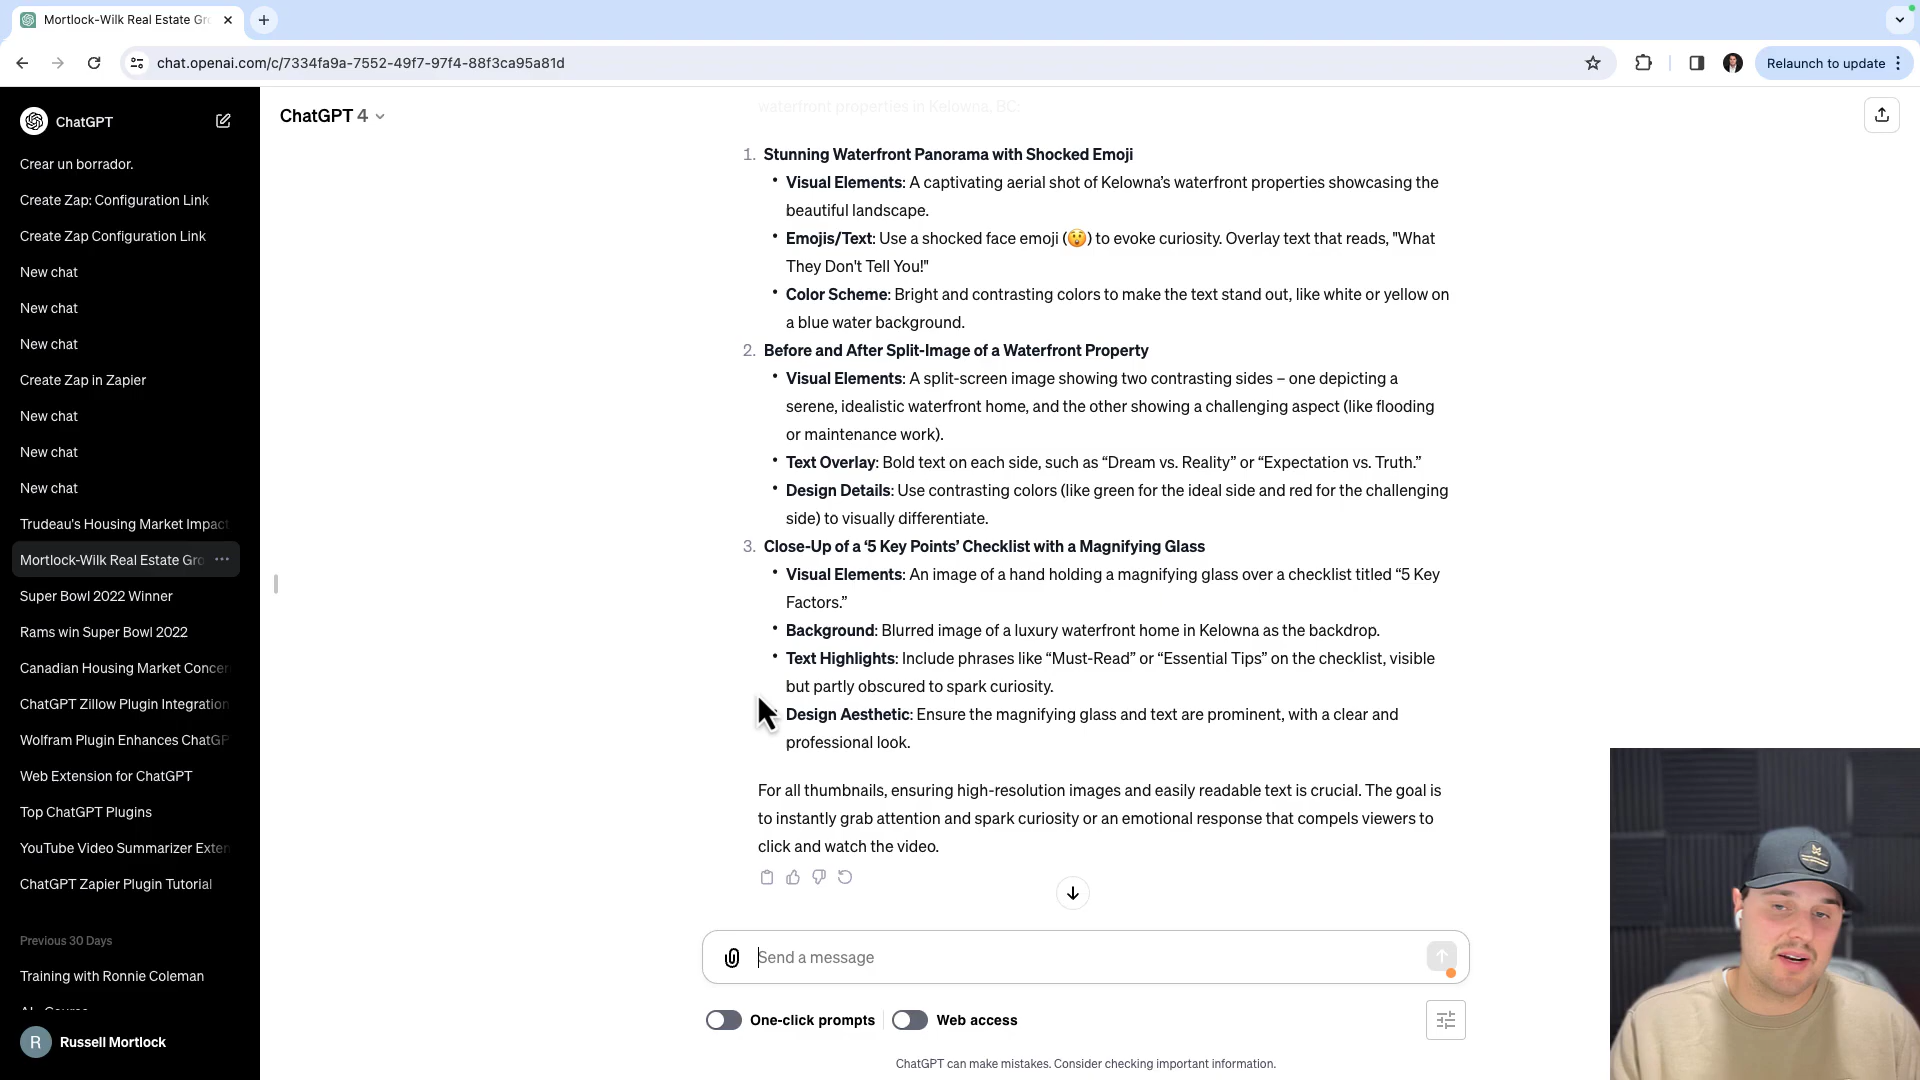 Mortlock-Wilk Real Estate Gr
chat.openai.com/c/7334fa9a-7552-49f7-97f4-88f3ca95a81d
Relaunch to update
ChatGPT
Crear un borrador.
Create Zap: Configuration Link
Create Zap Configuration Link
New chat
New chat
New chat
Create Zap in Zapier
New chat
New chat
New chat
Trudeau's Housing Market Impact
Mortlock-Wilk Real Estate Gro
Super Bowl 2022 Winner
Rams win Super Bowl 2022
Canadian Housing Market Concer
ChatGPT Zillow Plugin Integration
Wolfram Plugin Enhances ChatGP
Web Extension for ChatGPT
Top ChatGPT Plugins
YouTube Video Summarizer Exten
ChatGPT Zapier Plugin Tutorial
Previous 30 Days
Training with Ronnie Coleman
R Russell Mortlock
ChatGPT 4
waterfront properties in Kelowna, BC:
1. Stunning Waterfront Panorama with Shocked Emoji
• Visual Elements: A captivating aerial shot of Kelowna’s waterfront properties showcasing the
beautiful landscape.
• Emojis/Text: Use a shocked face emoji (😲) to evoke curiosity. Overlay text that reads, "What
They Don't Tell You!"
• Color Scheme: Bright and contrasting colors to make the text stand out, like white or yellow on
a blue water background.
2. Before and After Split-Image of a Waterfront Property
• Visual Elements: A split-screen image showing two contrasting sides – one depicting a
serene, idealistic waterfront home, and the other showing a challenging aspect (like flooding
or maintenance work).
• Text Overlay: Bold text on each side, such as “Dream vs. Reality” or “Expectation vs. Truth.”
• Design Details: Use contrasting colors (like green for the ideal side and red for the challenging
side) to visually differentiate.
3. Close-Up of a ‘5 Key Points’ Checklist with a Magnifying Glass
• Visual Elements: An image of a hand holding a magnifying glass over a checklist titled “5 Key
Factors.”
• Background: Blurred image of a luxury waterfront home in Kelowna as the backdrop.
• Text Highlights: Include phrases like “Must-Read” or “Essential Tips” on the checklist, visible
but partly obscured to spark curiosity.
Design Aesthetic: Ensure the magnifying glass and text are prominent, with a clear and
professional look.
For all thumbnails, ensuring high-resolution images and easily readable text is crucial. The goal is
to instantly grab attention and spark curiosity or an emotional response that compels viewers to
click and watch the video.
Send a message
One-click prompts
Web access
ChatGPT can make mistakes. Consider checking important information.